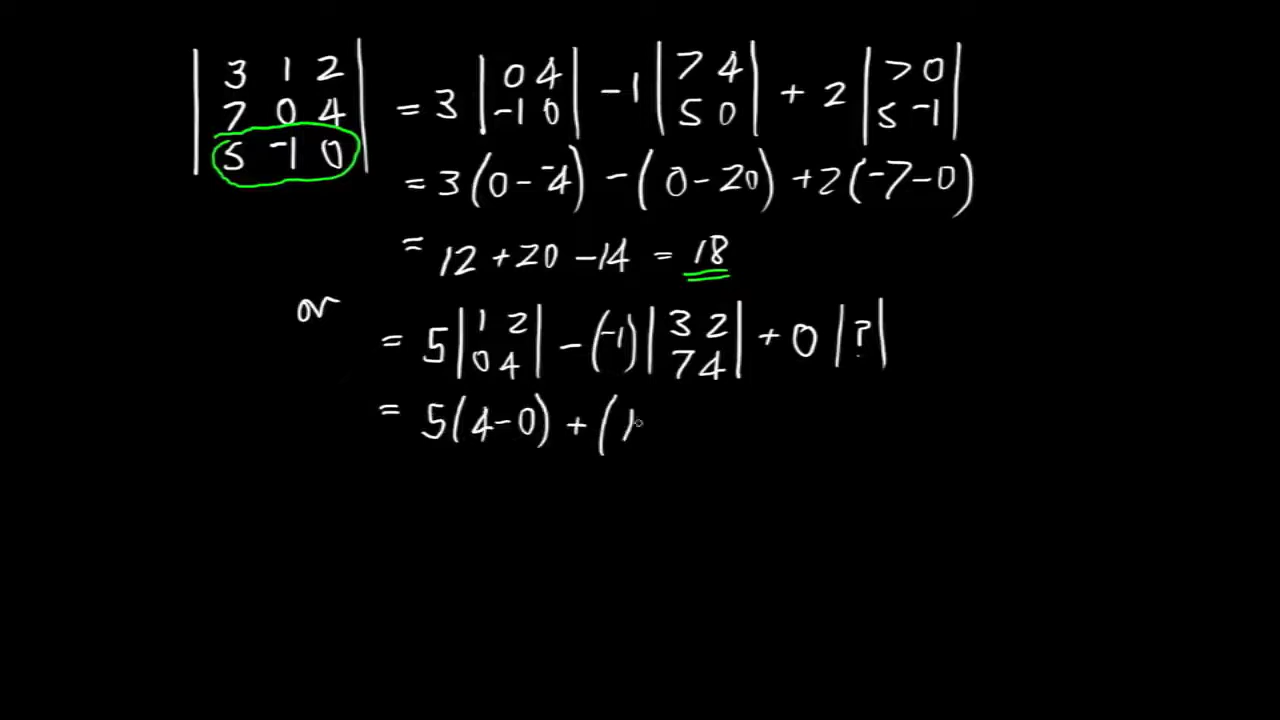 | 3 1 2 |
| 7 0 4 | = 3 | 0 4 | - 1 | 7 4 | + 2 | 7 0 |
| 5 -1 0 | | -1 0 | | 5 0 | | 5 -1 |
= 3(0 - -4) - (0 - 20) + 2(-7 - 0)
= 12 + 20 - 14 = 18
or
= 5 | 1 2 | - (-1) | 3 2 | + 0 | ? |
| 0 4 | | 7 4 |
= 5(4 - 0) + (1